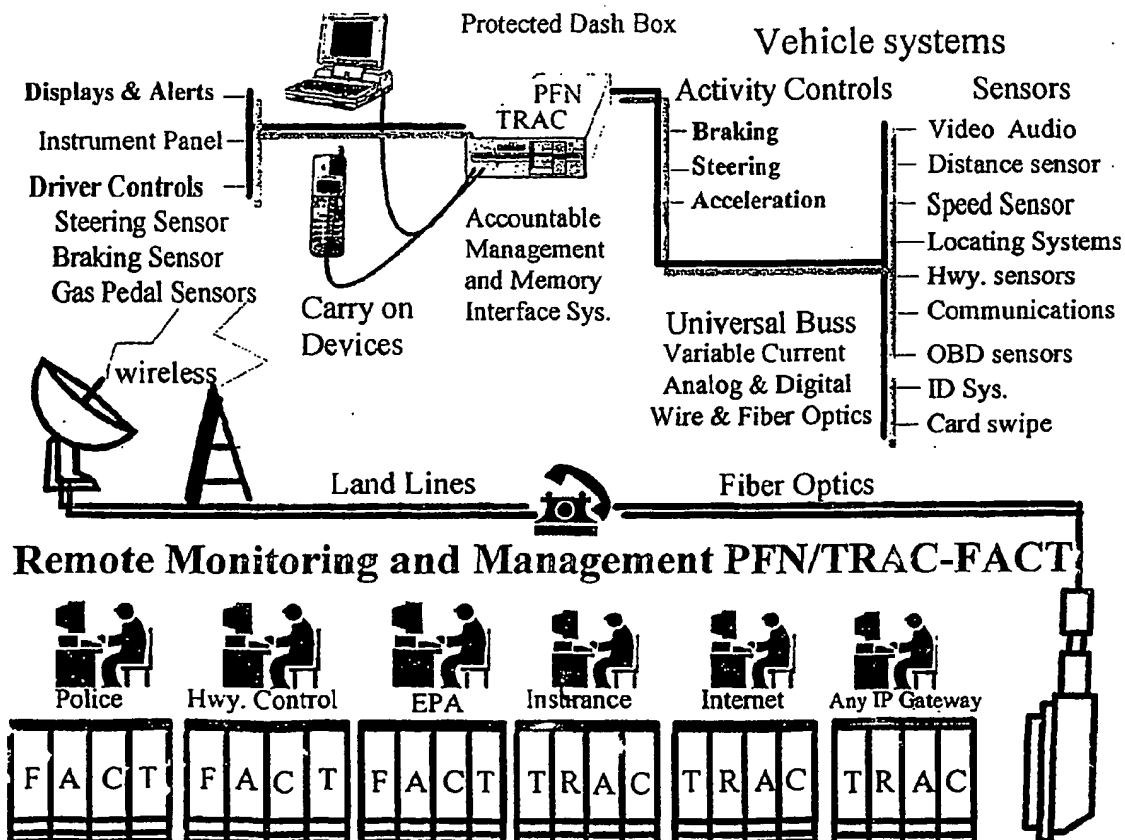 Protected Dash Box
Vehicle systems
Displays & Alerts
Instrument Panel
Driver Controls
Steering Sensor
Braking Sensor
Gas Pedal Sensors
PFN
TRAC
Accountable
Management
and Memory
Interface Sys.
Carry on
Devices
Activity Controls
Braking
Steering
Acceleration
Sensors
Video Audio
Distance sensor
Speed Sensor
Locating Systems
Hwy. sensors
Communications
OBD sensors
ID Sys.
Card swipe
Universal Buss
Variable Current
Analog & Digital
Wire & Fiber Optics
wireless
Land Lines
Fiber Optics
Remote Monitoring and Management PFN/TRAC-FACT
Police
Hwy. Control
EPA
Insurance
Internet
Any IP Gateway
F A C T
F A C T
F A C T
T R A C
T R A C
T R A C